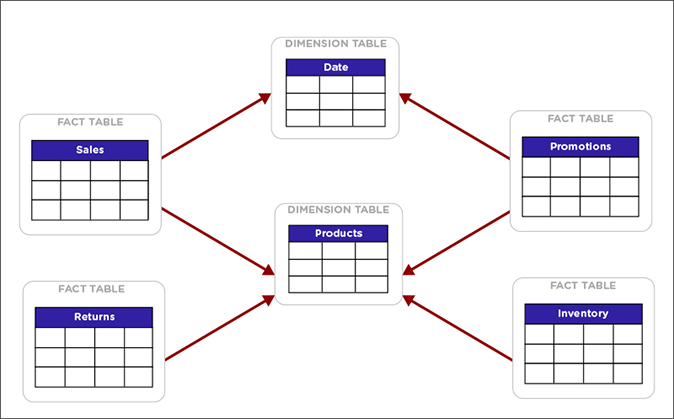 DIMENSION TABLE
Date
FACT TABLE
Sales
FACT TABLE
Promotions
DIMENSION TABLE
Products
FACT TABLE
Returns
FACT TABLE
Inventory